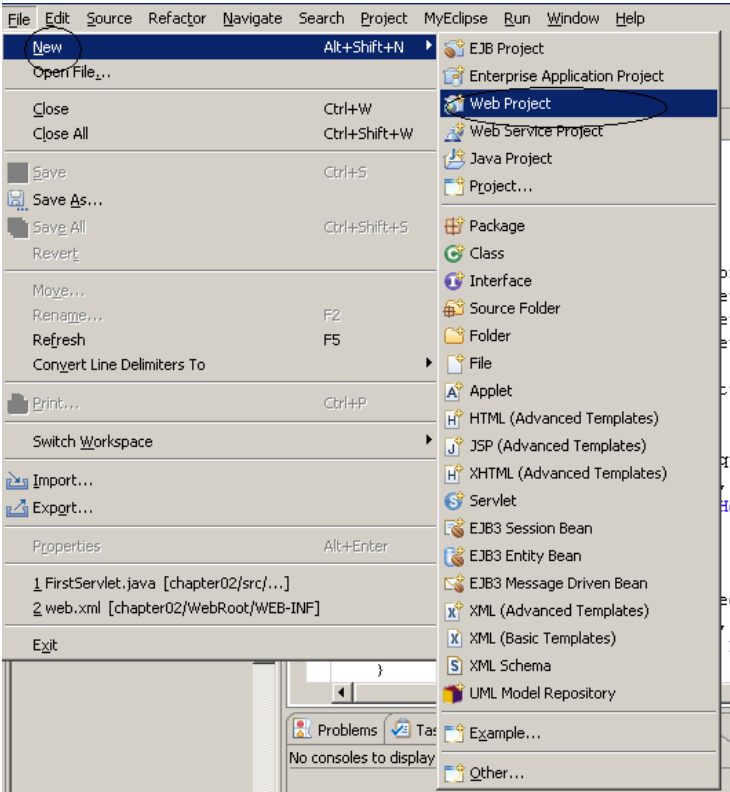 File Edit Source Refactor Navigate Search Project MyEclipse Run Window Help
New Alt+Shift+N
Open File...
Close Ctrl+W
Close All Ctrl+Shift+W
Save Ctrl+S
Save As...
Save All Ctrl+Shift+S
Revert
Move...
Rename... F2
Refresh F5
Convert Line Delimiters To
Print... Ctrl+P
Switch Workspace
Import...
Export...
Properties Alt+Enter
1 FirstServlet.java [chapter02/src/...]
2 web.xml [chapter02/WebRoot/WEB-INF]
Exit
EJB Project
Enterprise Application Project
Web Project
Web Service Project
Java Project
Project...
Package
Class
Interface
Source Folder
Folder
File
Applet
HTML (Advanced Templates)
JSP (Advanced Templates)
XHTML (Advanced Templates)
Servlet
EJB3 Session Bean
EJB3 Entity Bean
EJB3 Message Driven Bean
XML (Advanced Templates)
XML (Basic Templates)
XML Schema
UML Model Repository
Example...
Other...
}
Problems
No consoles to display